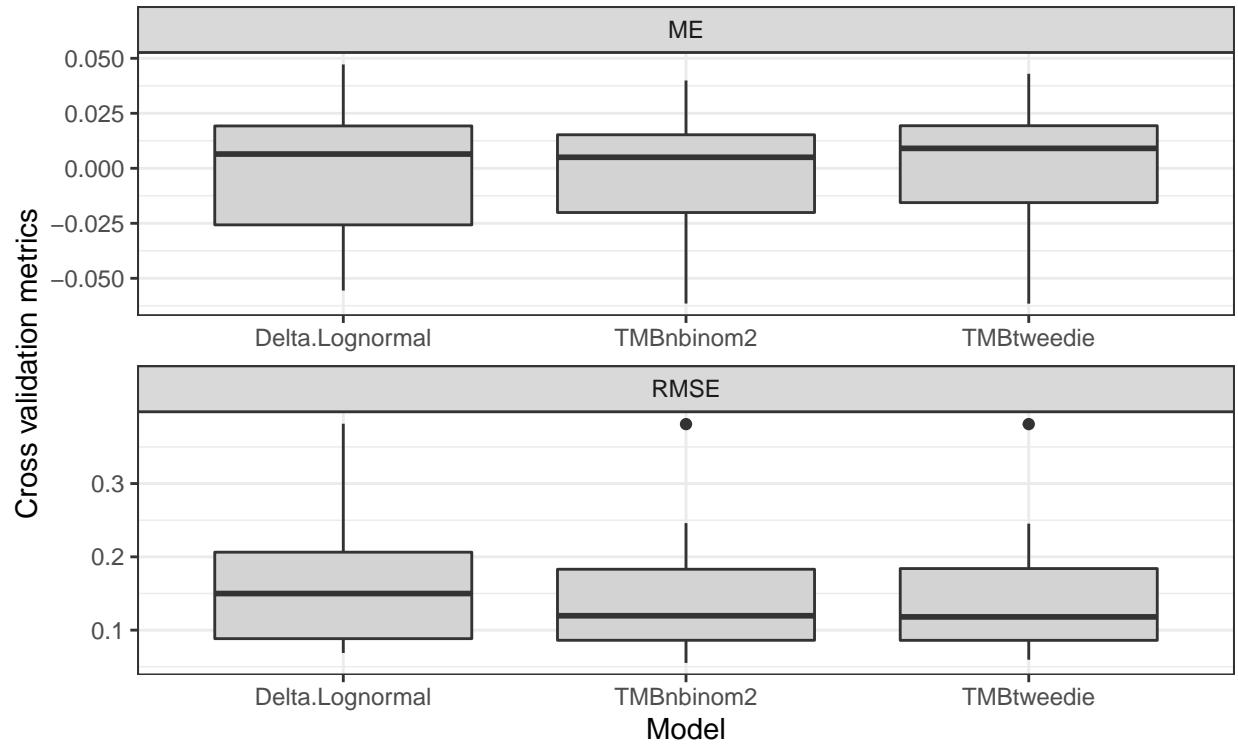 ME
0.050
0.025
0.000
−0.025
−0.050
Delta.Lognormal TMBnbinom2 TMBtweedie
RMSE
0.3
0.2
0.1
Delta.Lognormal TMBnbinom2 TMBtweedie
Model
Cross validation metrics